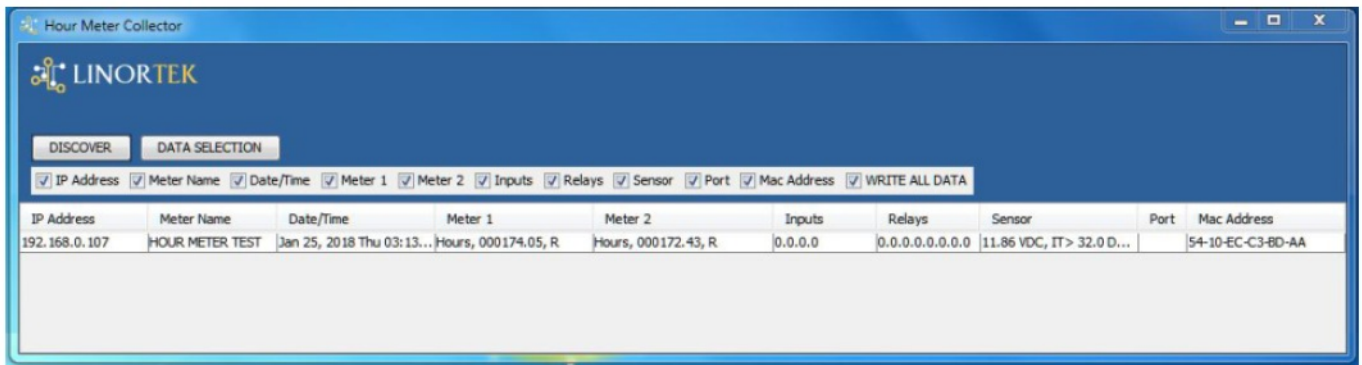 Hour Meter Collector
LINORTEK
DISCOVER DATA SELECTION
IP Address Meter Name Date/Time Meter 1 Meter 2 Inputs Relays Sensor Port Mac Address WRITE ALL DATA
IP Address Meter Name Date/Time Meter 1 Meter 2 Inputs Relays Sensor Port Mac Address
192.168.0.107 HOUR METER TEST Jan 25, 2018 Thu 03:13... Hours, 000174.05, R Hours, 000172.43, R 0.0.0.0 0.0.0.0.0.0.0.0 11.86 VDC, IT> 32.0 D... 54-10-EC-C3-BD-AA